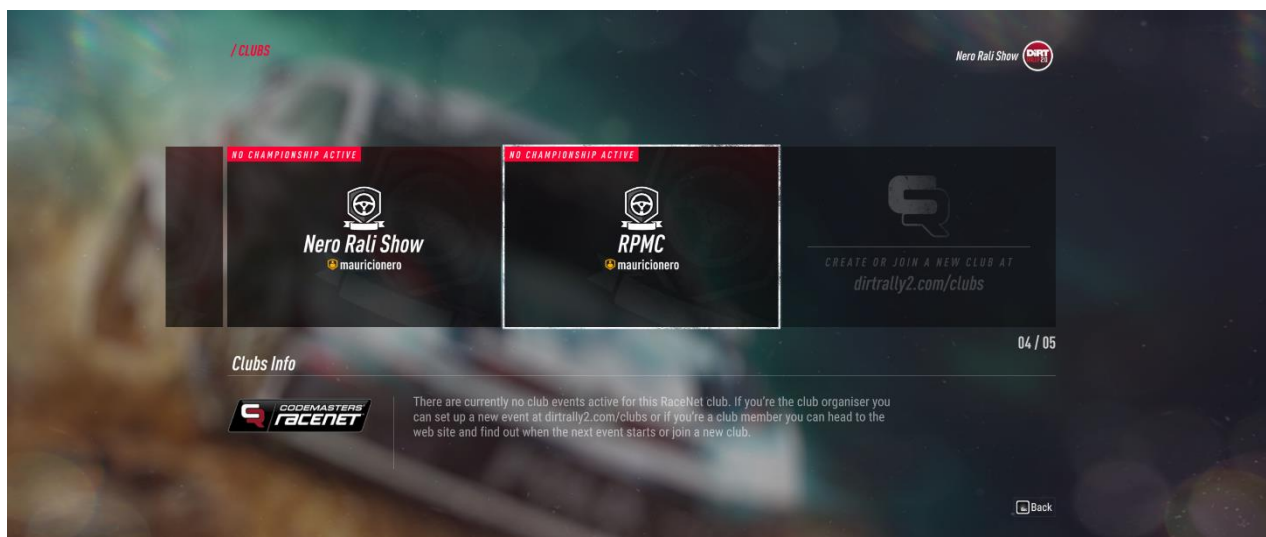 / CLUBS
Nero Rali Show
DiRT
NO CHAMPIONSHIP ACTIVE
Nero Rali Show
mauricionero
NO CHAMPIONSHIP ACTIVE
RPMC
mauricionero
CREATE OR JOIN A NEW CLUB AT
dirtrally2.com/clubs
04 / 05
Clubs Info
CODEMASTERS
racenet
There are currently no club events active for this RaceNet club. If you're the club organiser you
can set up a new event at dirtrally2.com/clubs or if you're a club member you can head to the
web site and find out when the next event starts or join a new club.
Back